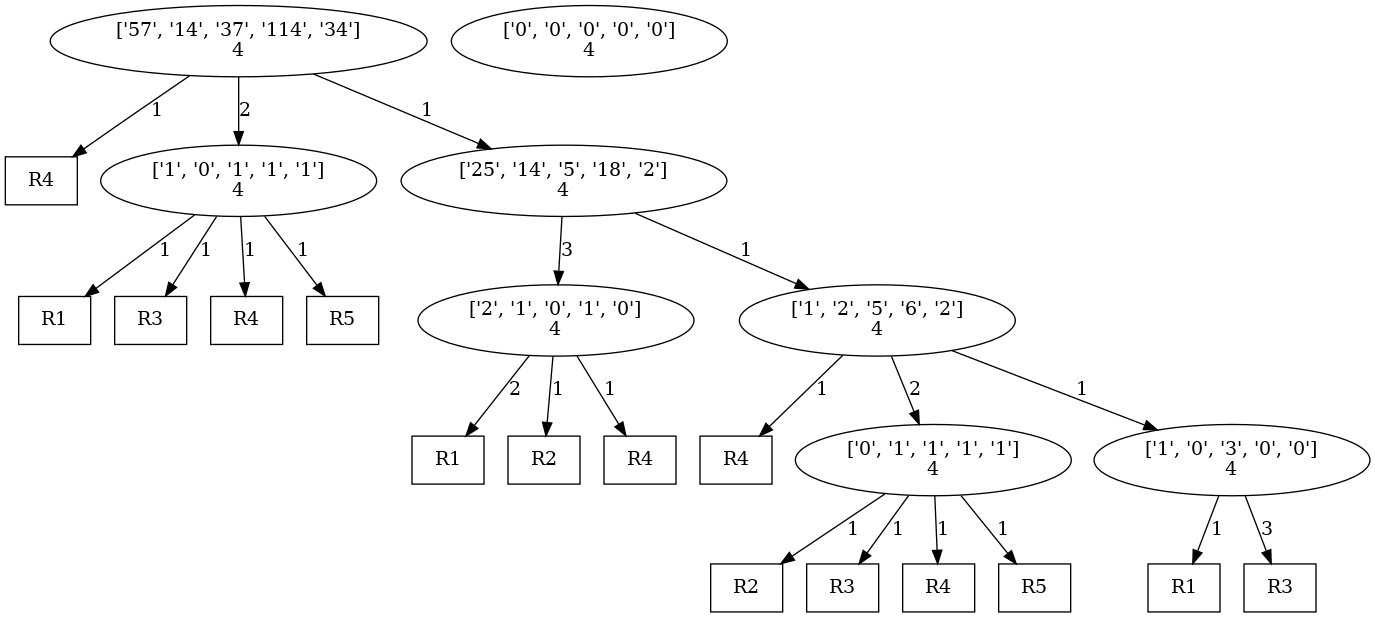 ['57', '14', '37', '114', '34']
4
['0', '0', '0', '0', '0']
4
1
2
1
R4
['1', '0', '1', '1', '1']
4
['25', '14', '5', '18', '2']
4
1
1
1
1
3
1
R1
R3
R4
R5
['2', '1', '0', '1', '0']
4
['1', '2', '5', '6', '2']
4
2
1
1
1
2
1
R1
R2
R4
R4
['0', '1', '1', '1', '1']
4
['1', '0', '3', '0', '0']
4
1
1
1
1
1
3
R2
R3
R4
R5
R1
R3